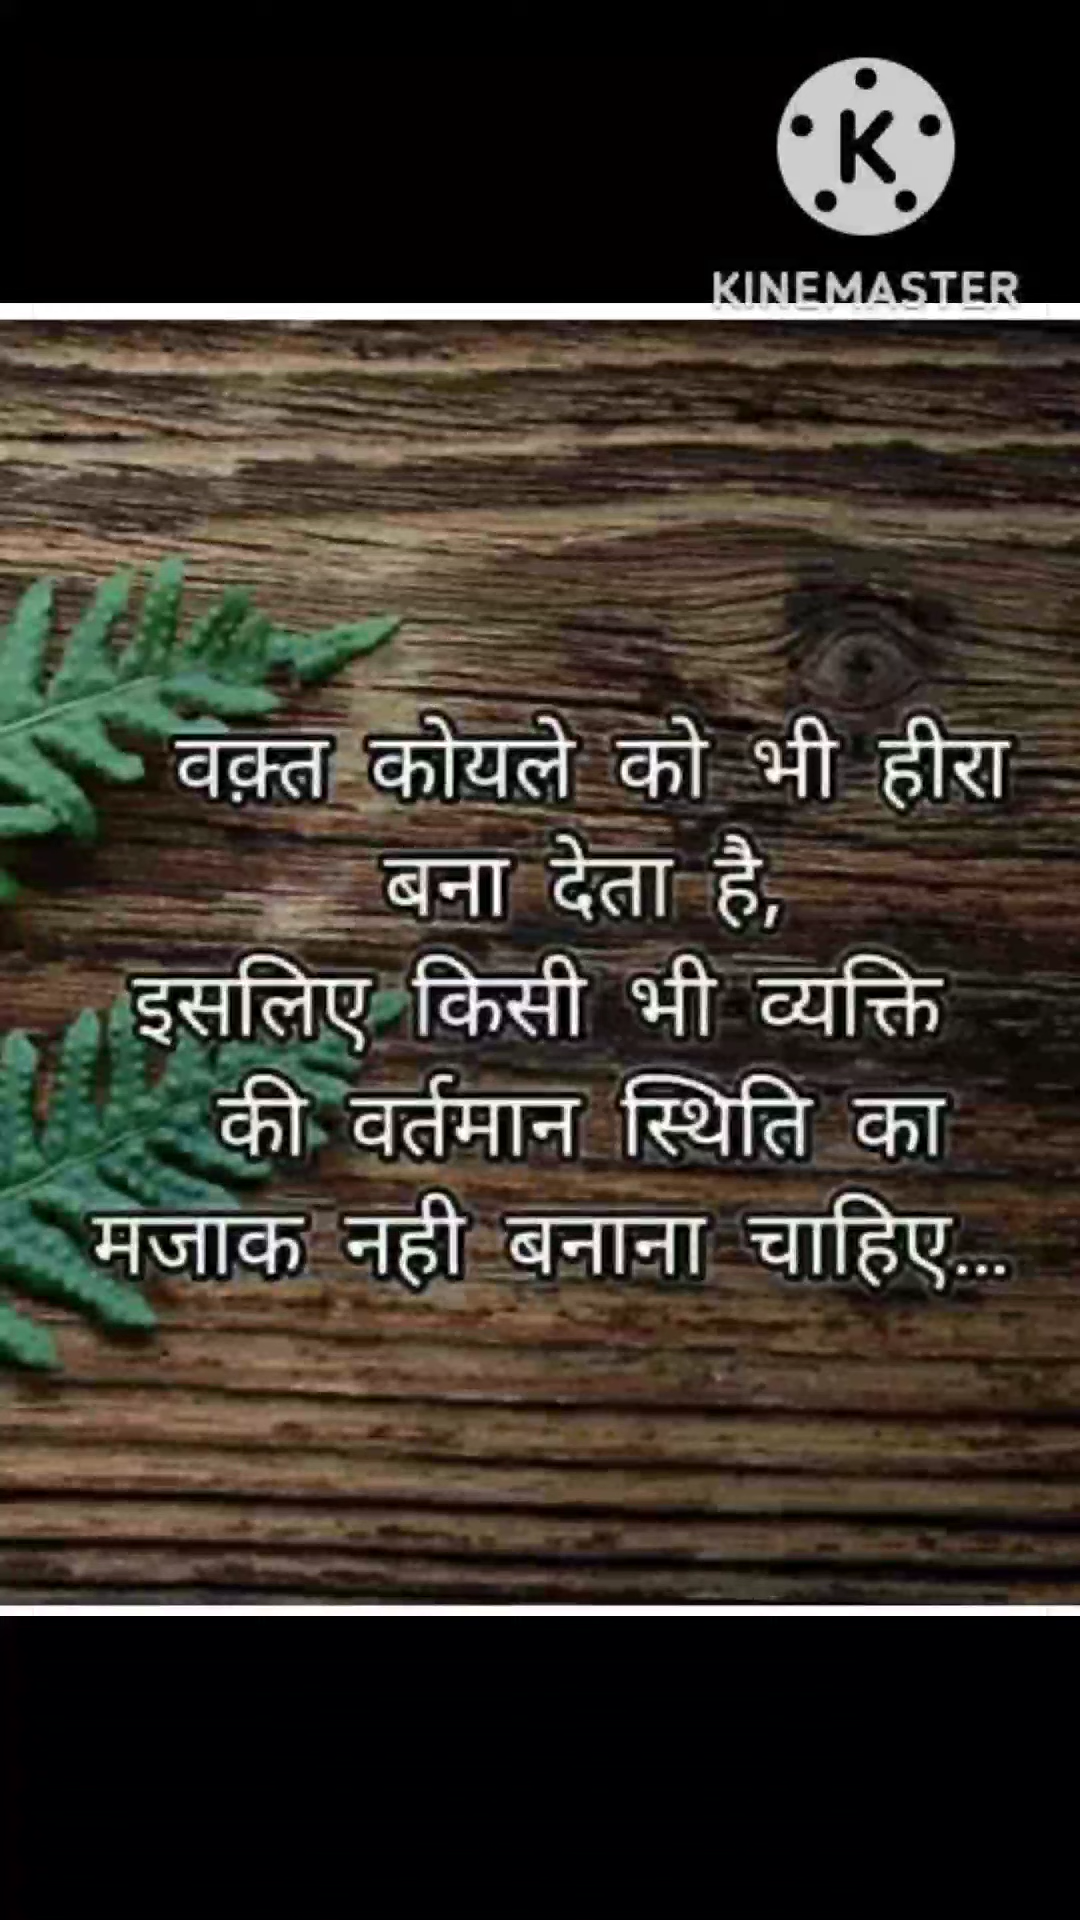 K
KINEMASTER
वक़्त कोयले को भी हीरा
बना देता है,
इसलिए किसी भी व्यक्ति
की वर्तमान स्थिति का
मजाक नही बनाना चाहिए...